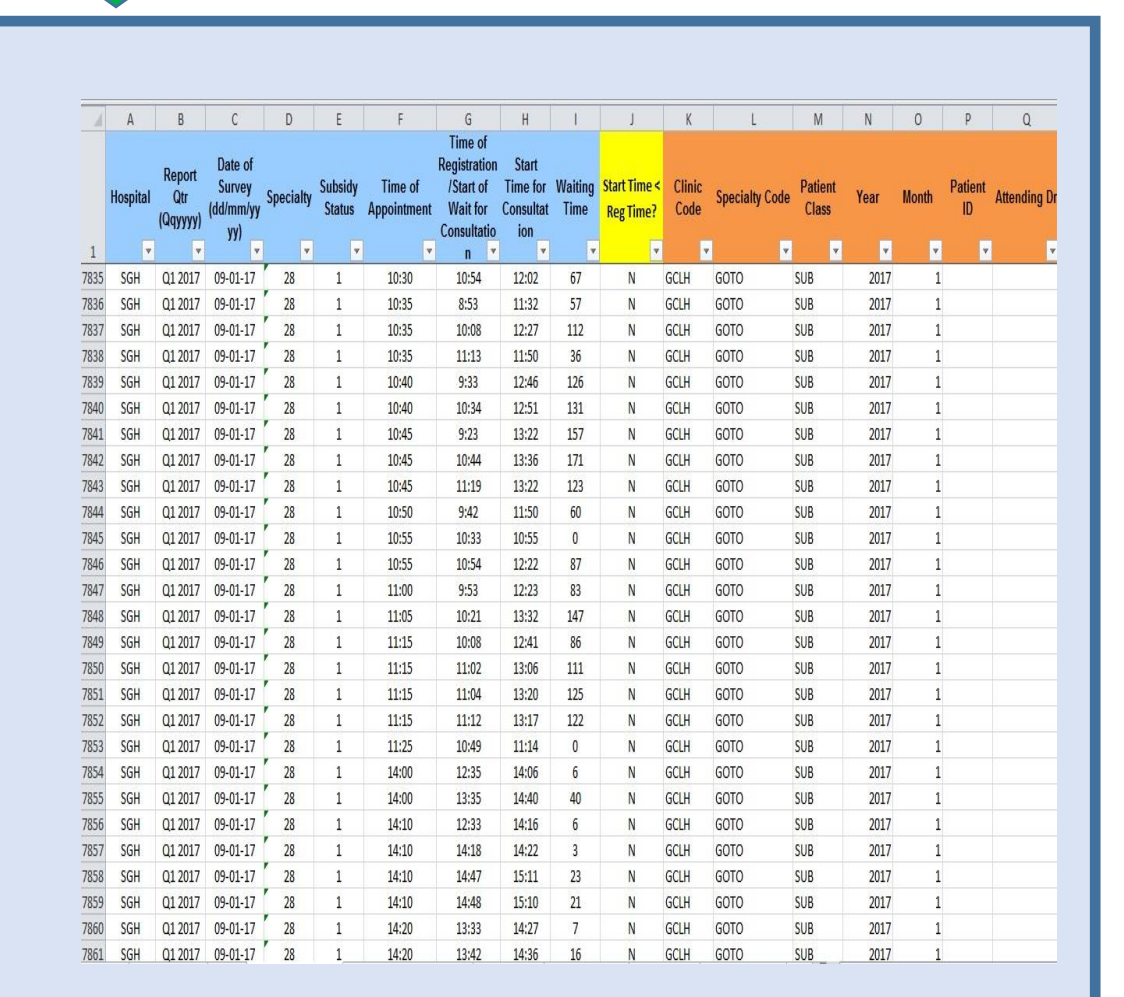 A B C D E F G H I J K L M N O P Q
1 Hospital Report Qtr (Qqyyyy) Date of Survey (dd/mm/yyyy) Specialty Subsidy Status Time of Appointment Time of Registration /Start of Wait for Consultation Start Time for Consultation Waiting Time Start Time < Reg Time? Clinic Code Specialty Code Patient Class Year Month Patient ID Attending Dr
7835 SGH Q1 2017 09-01-17 28 1 10:30 10:54 12:02 67 N GCLH GOTO SUB 2017 1
7836 SGH Q1 2017 09-01-17 28 1 10:35 8:53 11:32 57 N GCLH GOTO SUB 2017 1
7837 SGH Q1 2017 09-01-17 28 1 10:35 10:08 12:27 112 N GCLH GOTO SUB 2017 1
7838 SGH Q1 2017 09-01-17 28 1 10:35 11:13 11:50 36 N GCLH GOTO SUB 2017 1
7839 SGH Q1 2017 09-01-17 28 1 10:40 9:33 12:46 126 N GCLH GOTO SUB 2017 1
7840 SGH Q1 2017 09-01-17 28 1 10:40 10:34 12:51 131 N GCLH GOTO SUB 2017 1
7841 SGH Q1 2017 09-01-17 28 1 10:45 9:23 13:22 157 N GCLH GOTO SUB 2017 1
7842 SGH Q1 2017 09-01-17 28 1 10:45 10:44 13:36 171 N GCLH GOTO SUB 2017 1
7843 SGH Q1 2017 09-01-17 28 1 10:45 11:19 13:22 123 N GCLH GOTO SUB 2017 1
7844 SGH Q1 2017 09-01-17 28 1 10:50 9:42 11:50 60 N GCLH GOTO SUB 2017 1
7845 SGH Q1 2017 09-01-17 28 1 10:55 10:33 10:55 0 N GCLH GOTO SUB 2017 1
7846 SGH Q1 2017 09-01-17 28 1 10:55 10:54 12:22 87 N GCLH GOTO SUB 2017 1
7847 SGH Q1 2017 09-01-17 28 1 11:00 9:53 12:23 83 N GCLH GOTO SUB 2017 1
7848 SGH Q1 2017 09-01-17 28 1 11:05 10:21 13:32 147 N GCLH GOTO SUB 2017 1
7849 SGH Q1 2017 09-01-17 28 1 11:15 10:08 12:41 86 N GCLH GOTO SUB 2017 1
7850 SGH Q1 2017 09-01-17 28 1 11:15 11:02 13:06 111 N GCLH GOTO SUB 2017 1
7851 SGH Q1 2017 09-01-17 28 1 11:15 11:04 13:20 125 N GCLH GOTO SUB 2017 1
7852 SGH Q1 2017 09-01-17 28 1 11:15 11:12 13:17 122 N GCLH GOTO SUB 2017 1
7853 SGH Q1 2017 09-01-17 28 1 11:25 10:49 11:14 0 N GCLH GOTO SUB 2017 1
7854 SGH Q1 2017 09-01-17 28 1 14:00 12:35 14:06 6 N GCLH GOTO SUB 2017 1
7855 SGH Q1 2017 09-01-17 28 1 14:00 13:35 14:40 40 N GCLH GOTO SUB 2017 1
7856 SGH Q1 2017 09-01-17 28 1 14:10 12:33 14:16 6 N GCLH GOTO SUB 2017 1
7857 SGH Q1 2017 09-01-17 28 1 14:10 14:18 14:22 3 N GCLH GOTO SUB 2017 1
7858 SGH Q1 2017 09-01-17 28 1 14:10 14:47 15:11 23 N GCLH GOTO SUB 2017 1
7859 SGH Q1 2017 09-01-17 28 1 14:10 14:48 15:10 21 N GCLH GOTO SUB 2017 1
7860 SGH Q1 2017 09-01-17 28 1 14:20 13:33 14:27 7 N GCLH GOTO SUB 2017 1
7861 SGH Q1 2017 09-01-17 28 1 14:20 13:42 14:36 16 N GCLH GOTO SUB 2017 1